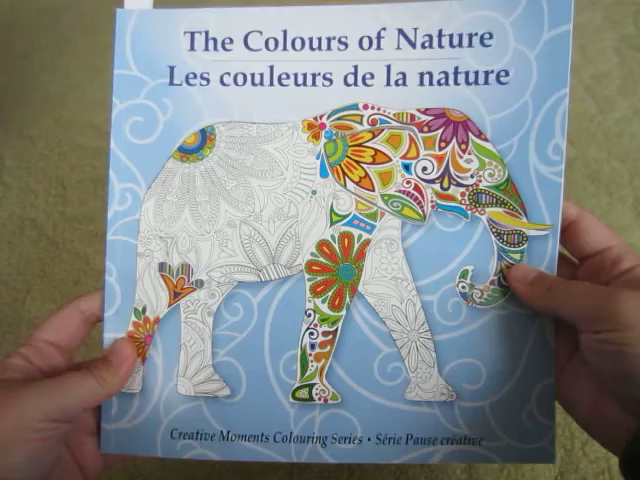 The Colours of Nature
Les couleurs de la nature
Creative Moments Colouring Series • Série Pause créative